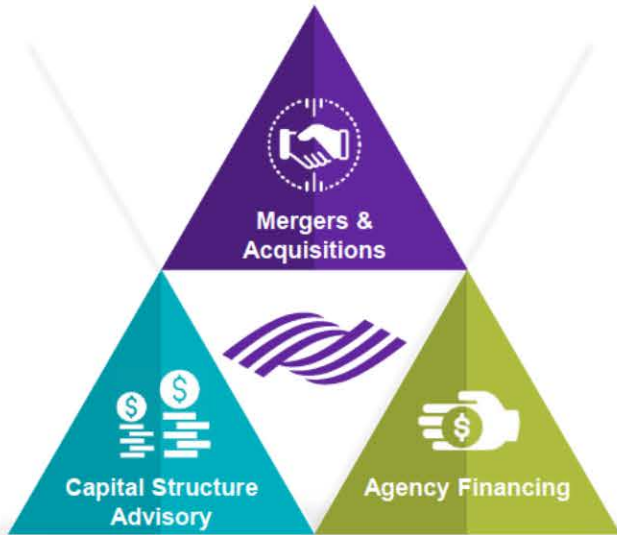 Mergers &
Acquisitions
$
$
$
Capital Structure
Advisory
Agency Financing